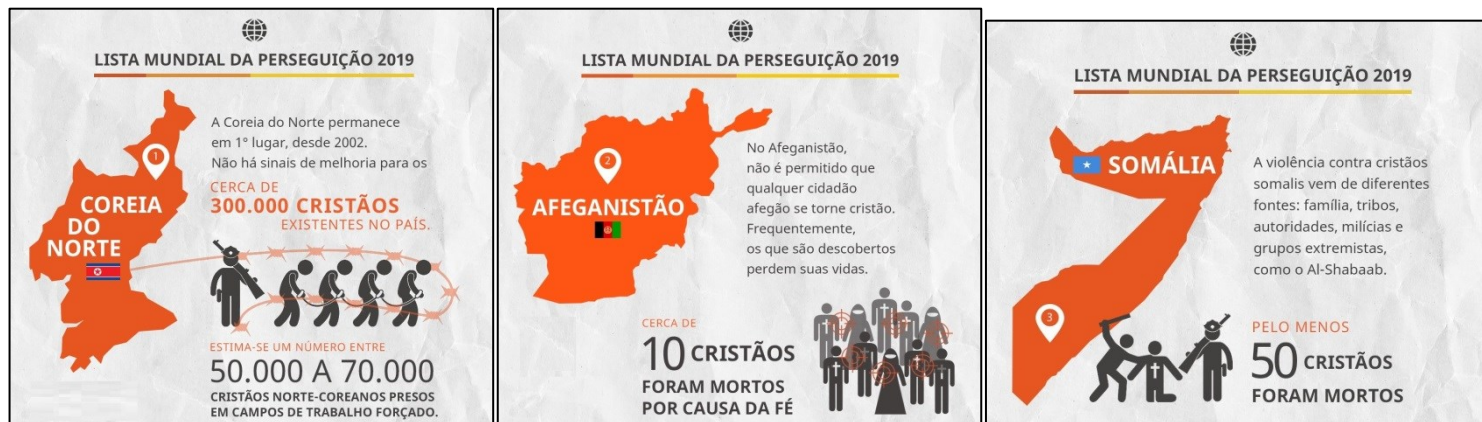 LISTA MUNDIAL DA PERSEGUIÇÃO 2019
A Coreia do Norte permanece
em 1º lugar, desde 2002.
Não há sinais de melhoria para os
CERCA DE
300.000 CRISTÃOS
EXISTENTES NO PAÍS.
1
COREIA
DO
NORTE
ESTIMA-SE UM NÚMERO ENTRE
50.000 A 70.000
CRISTÃOS NORTE-COREANOS PRESOS
EM CAMPOS DE TRABALHO FORÇADO.
LISTA MUNDIAL DA PERSEGUIÇÃO 2019
2
AFEGANISTÃO
No Afeganistão,
não é permitido que
qualquer cidadão
afegão se torne cristão.
Frequentemente,
os que são descobertos
perdem suas vidas.
CERCA DE
10 CRISTÃOS
FORAM MORTOS
POR CAUSA DA FÉ
LISTA MUNDIAL DA PERSEGUIÇÃO 2019
SOMÁLIA
A violência contra cristãos
somalis vem de diferentes
fontes: família, tribos,
autoridades, milícias e
grupos extremistas,
como o Al-Shabaab.
3
PELO MENOS
50 CRISTÃOS
FORAM MORTOS